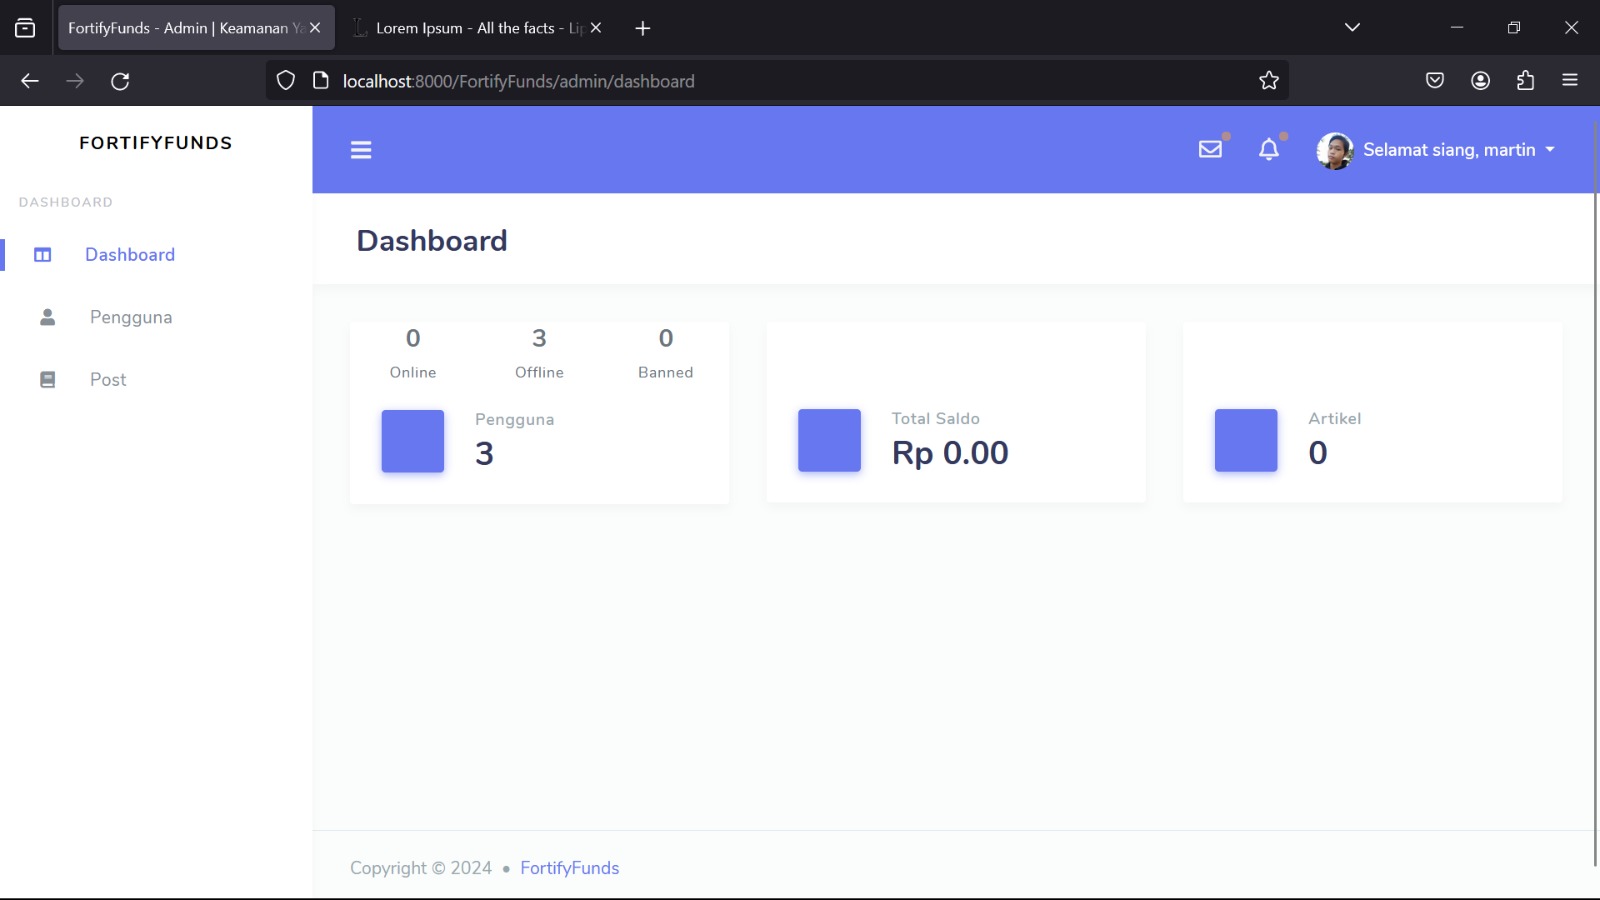 FortifyFunds - Admin | Keamanan Ya
Lorem Ipsum - All the facts - Lip
localhost:8000/FortifyFunds/admin/dashboard
FORTIFYFUNDS
Selamat siang, martin
DASHBOARD
Dashboard
Pengguna
Post
Dashboard
0 3 0
Online Offline Banned
Pengguna
3
Total Saldo
Rp 0.00
Artikel
0
Copyright © 2024 • FortifyFunds